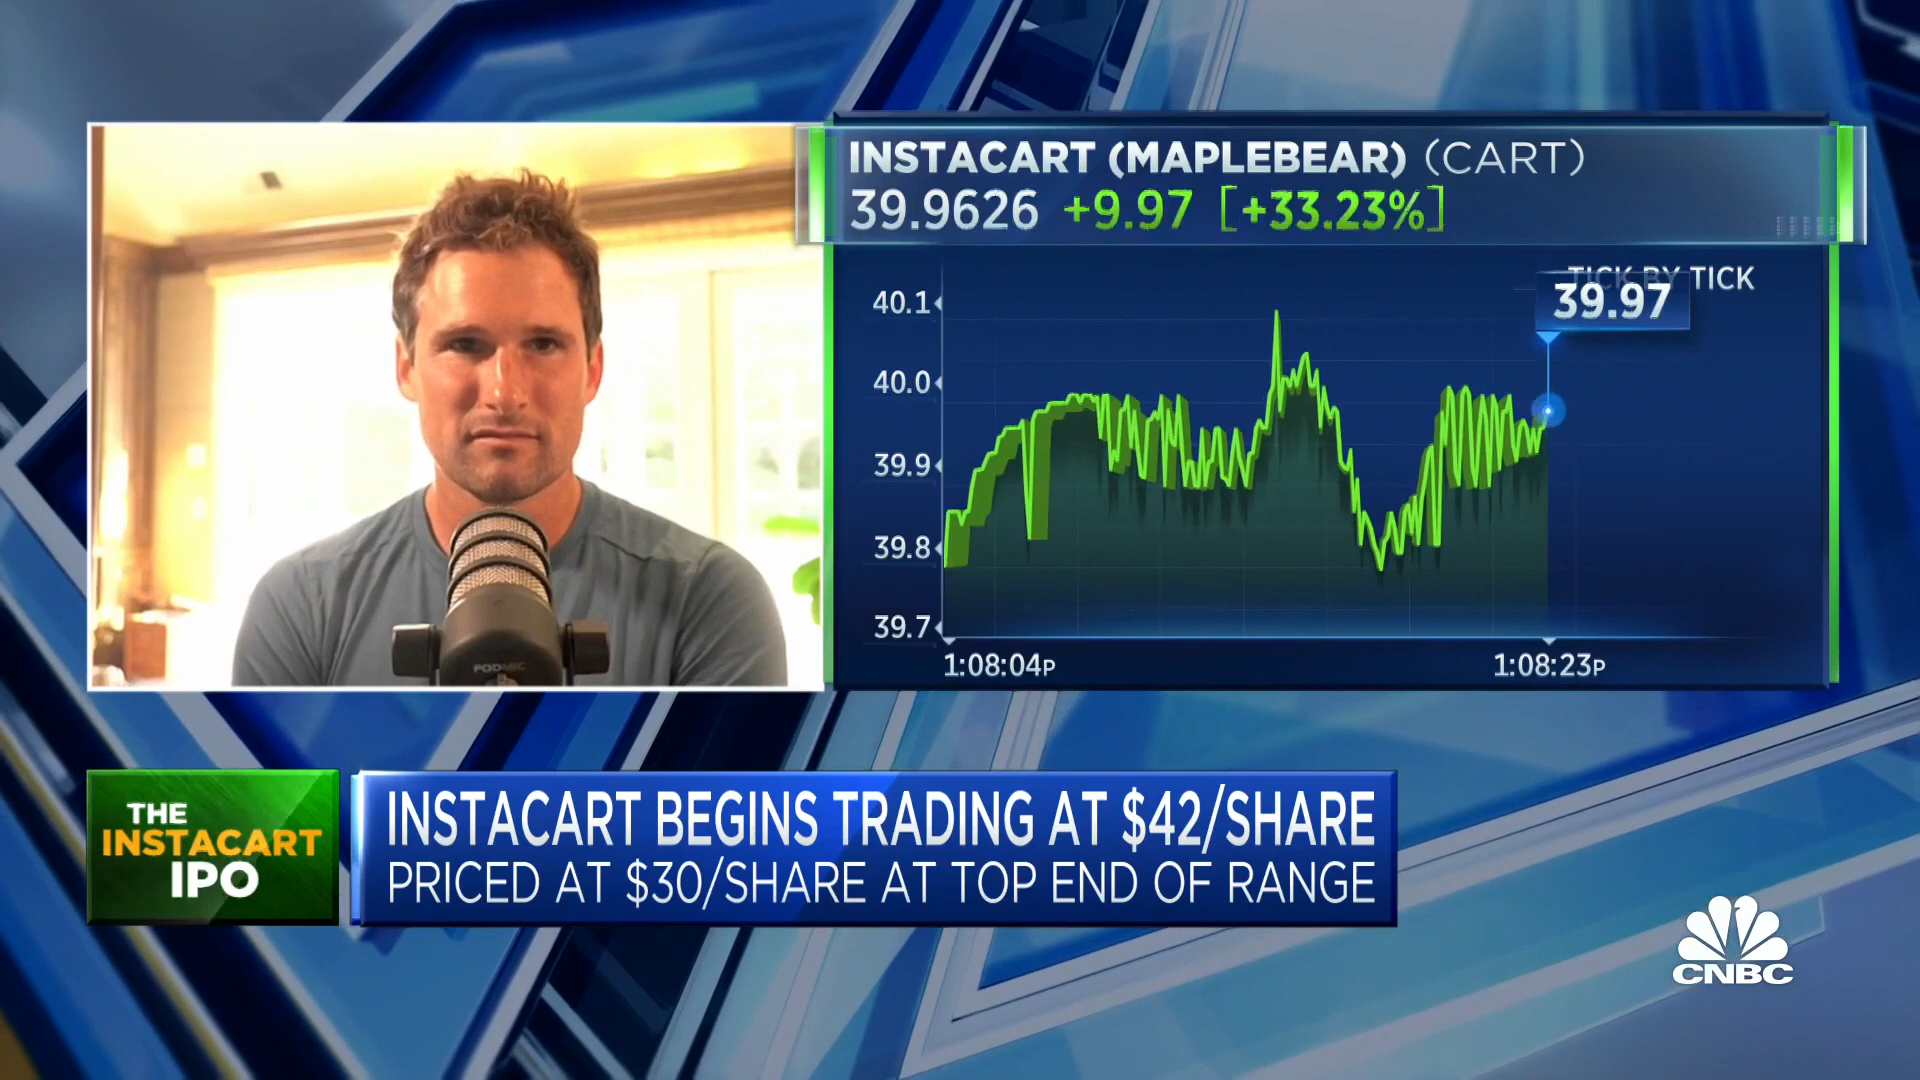 INSTACART (MAPLEBEAR) (CART)
39.9626 +9.97 [+33.23%]
TICK BY TICK
39.97
40.1
40.0
39.9
39.8
39.7
1:08:04P
1:08:23P
PODMIC
THE
INSTACART
IPO
INSTACART BEGINS TRADING AT $42/SHARE
PRICED AT $30/SHARE AT TOP END OF RANGE
CNBC